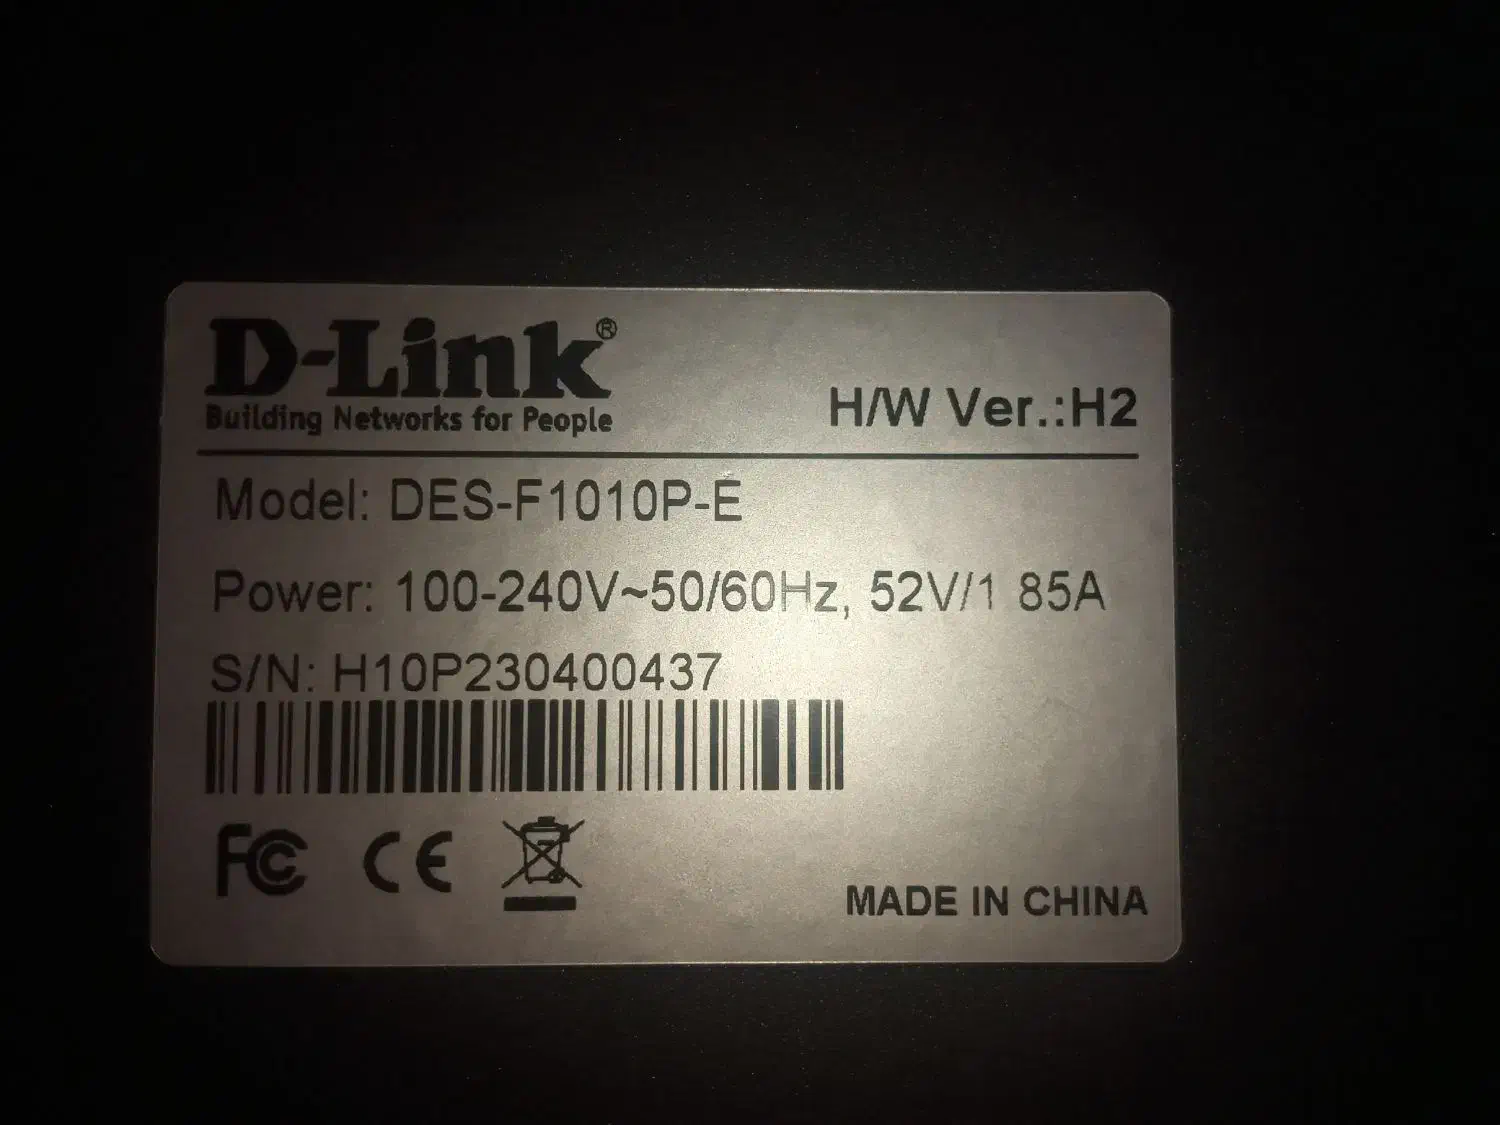 D-Link®
Building Networks for People
H/W Ver.:H2
Model: DES-F1010P-E
Power: 100-240V~50/60Hz, 52V/1 85A
S/N: H10P230400437
FC CE
MADE IN CHINA